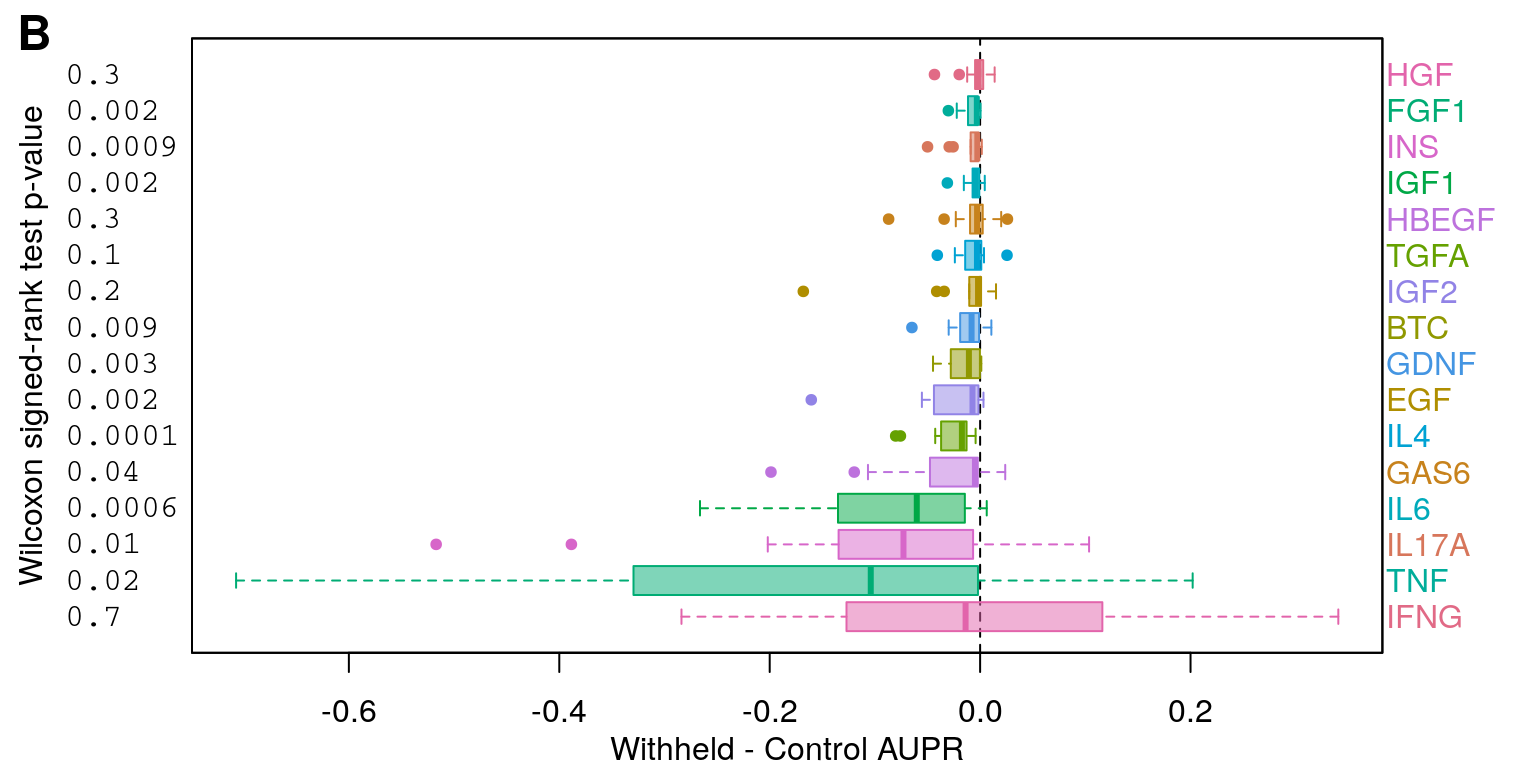 B
Wilcoxon signed-rank test p-value
0.3 HGF
0.002 FGF1
0.0009 INS
0.002 IGF1
0.3 HBEGF
0.1 TGFA
0.2 IGF2
0.009 BTC
0.003 GDNF
0.002 EGF
0.0001 IL4
0.04 GAS6
0.0006 IL6
0.01 IL17A
0.02 TNF
0.7 IFNG
-0.6 -0.4 -0.2 0.0 0.2
Withheld - Control AUPR